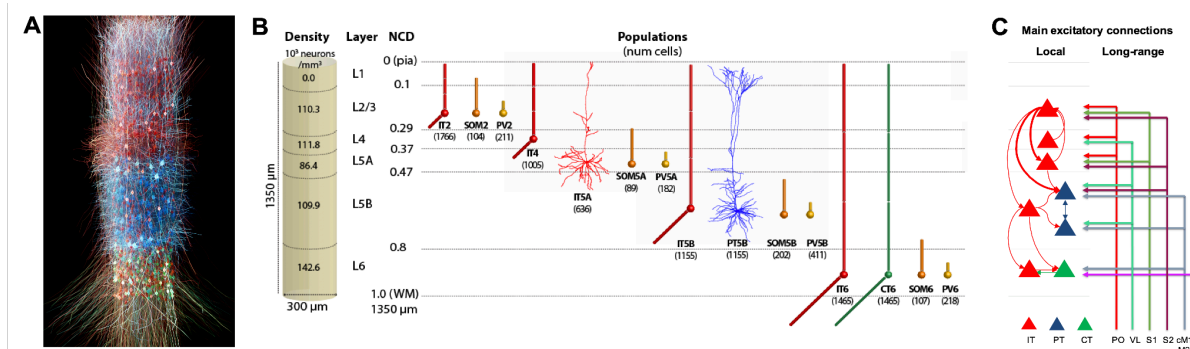 A
B
Density
10³ neurons
/mm³
0.0
110.3
111.8
86.4
109.9
142.6
1350 µm
300 µm
Layer
L1
L2/3
L4
L5A
L5B
L6
NCD
0 (pia)
0.1
0.29
0.37
0.47
0.8
1.0 (WM)
1350 µm
Populations
(num cells)
IT2
(1766)
SOM2
(104)
PV2
(211)
IT4
(1005)
IT5A
(636)
SOM5A
(89)
PV5A
(182)
IT5B
(1155)
PT5B
(1155)
SOM5B
(202)
PV5B
(411)
IT6
(1465)
CT6
(1465)
SOM6
(107)
PV6
(218)
C
Main excitatory connections
Local
Long-range
IT
PT
CT
PO
VL
S1
S2